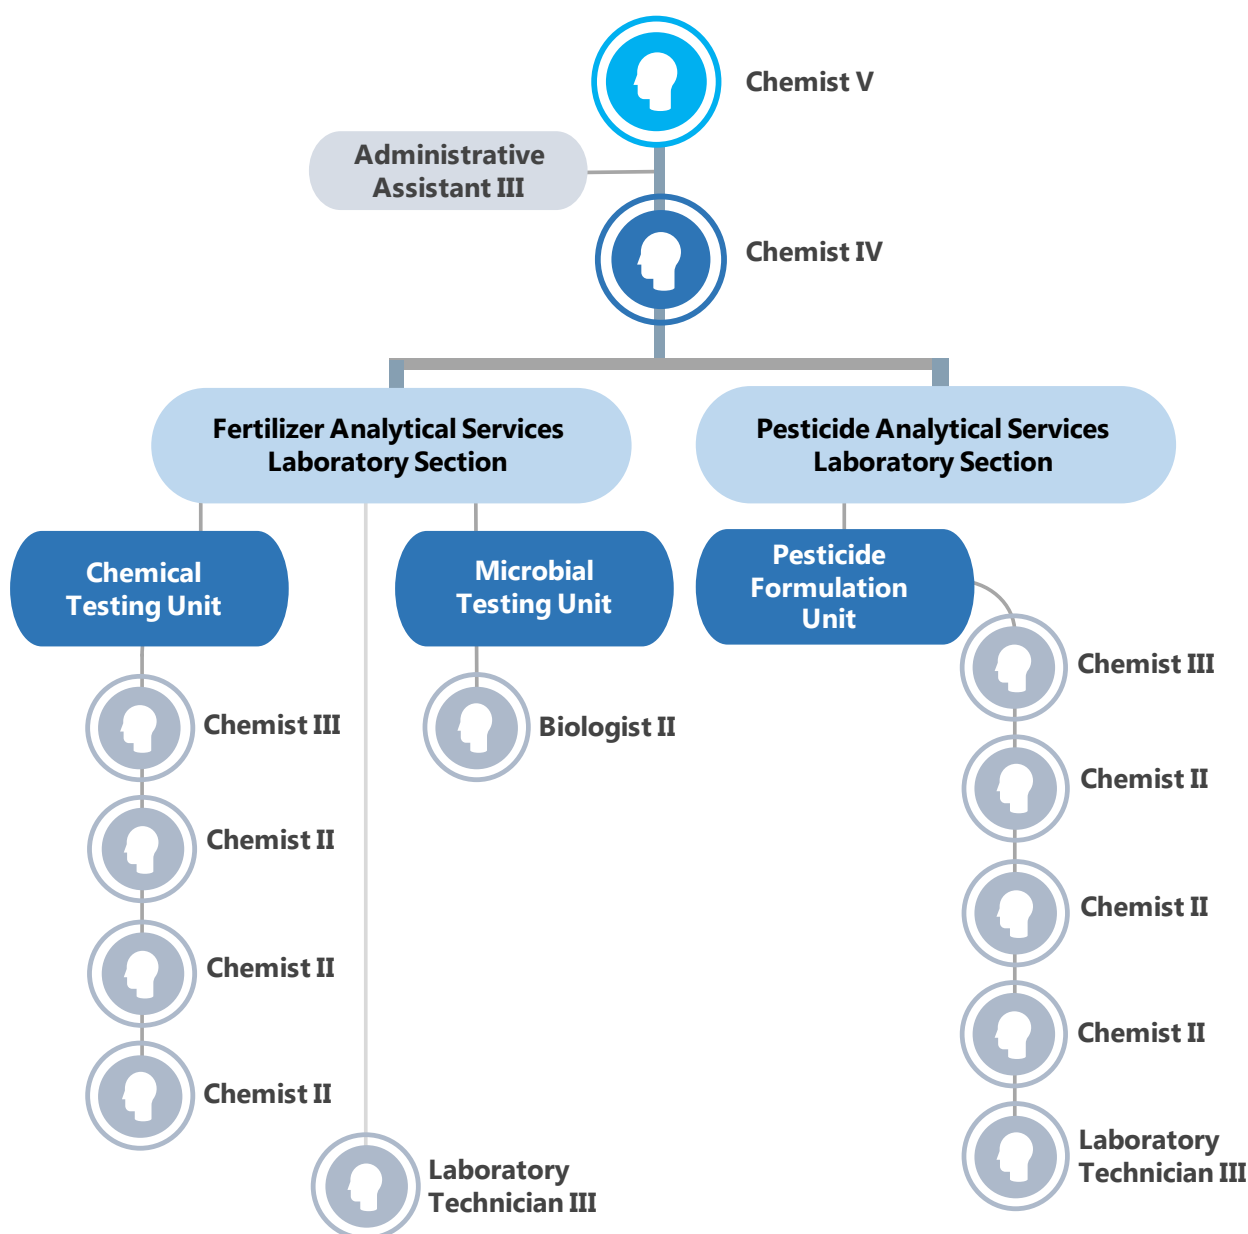 Chemist V
Administrative
Assistant III
Chemist IV
Fertilizer Analytical Services
Laboratory Section
Pesticide Analytical Services
Laboratory Section
Chemical
Testing Unit
Microbial
Testing Unit
Pesticide
Formulation
Unit
Chemist III
Chemist II
Chemist II
Chemist II
Laboratory
Technician III
Biologist II
Chemist III
Chemist II
Chemist II
Chemist II
Laboratory
Technician III